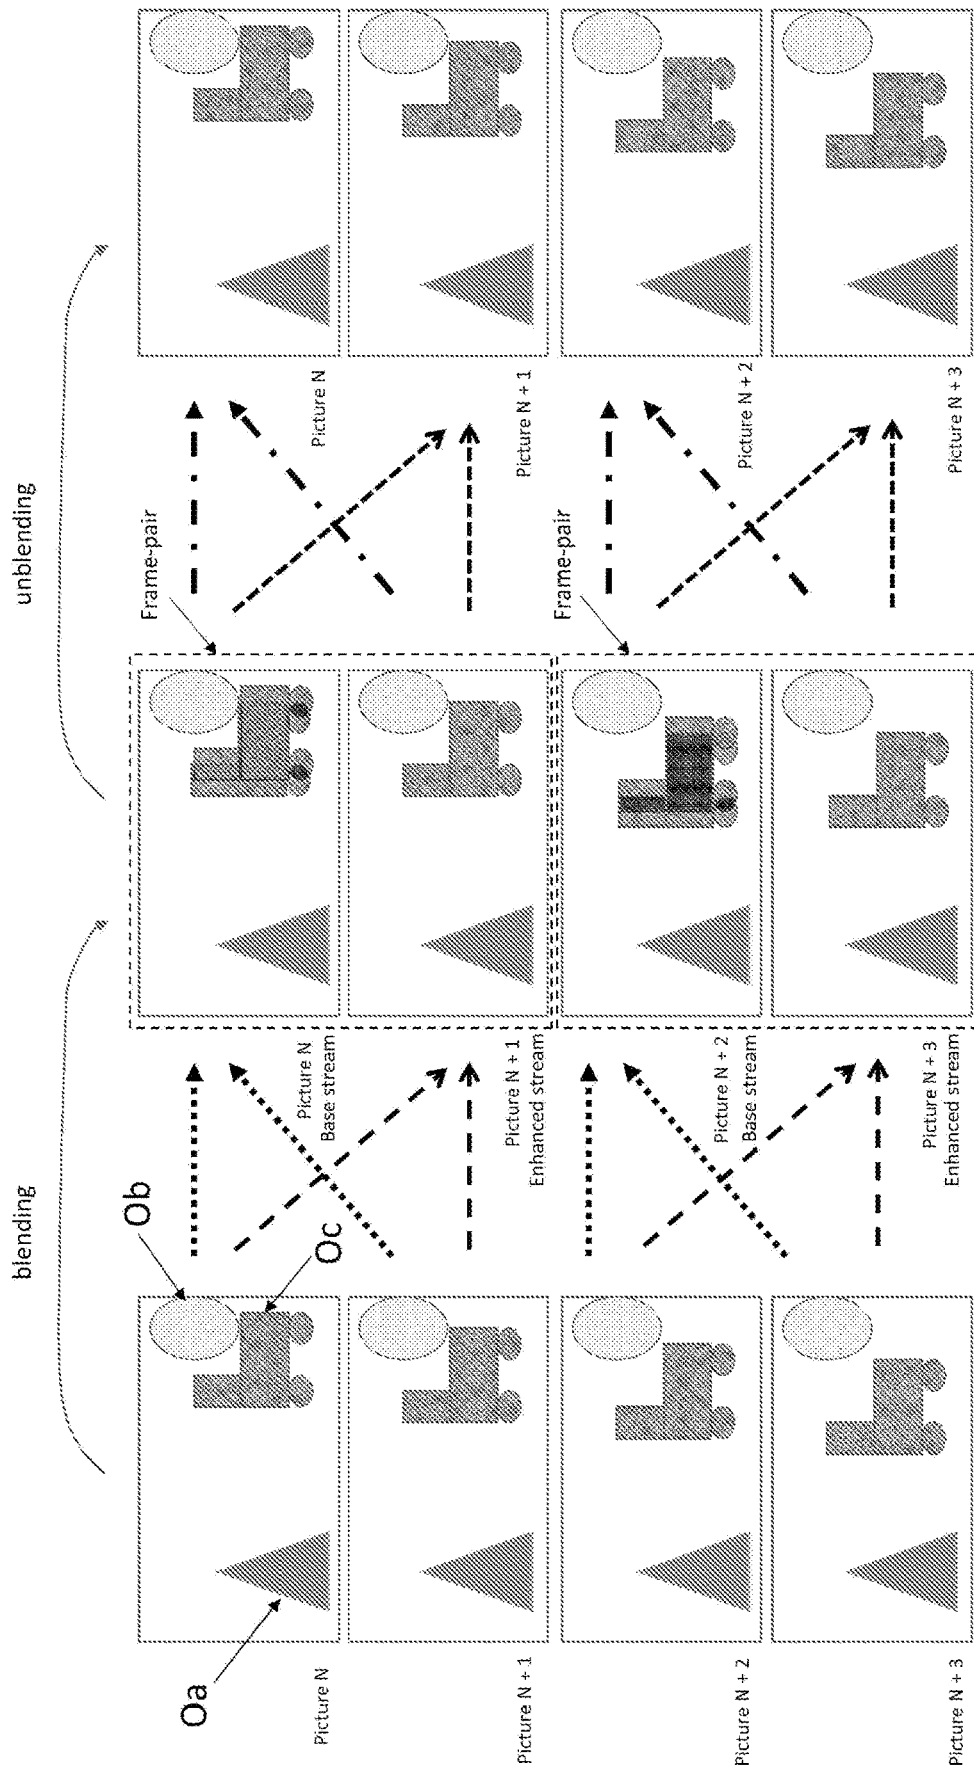 blending
unblending
Oa
Ob
Oc
Frame-pair
Frame-pair
Picture N
Picture N
Base stream
Picture N
Picture N + 1
Picture N + 1
Enhanced stream
Picture N + 1
Picture N + 2
Picture N + 2
Base stream
Picture N + 2
Picture N + 3
Picture N + 3
Enhanced stream
Picture N + 3